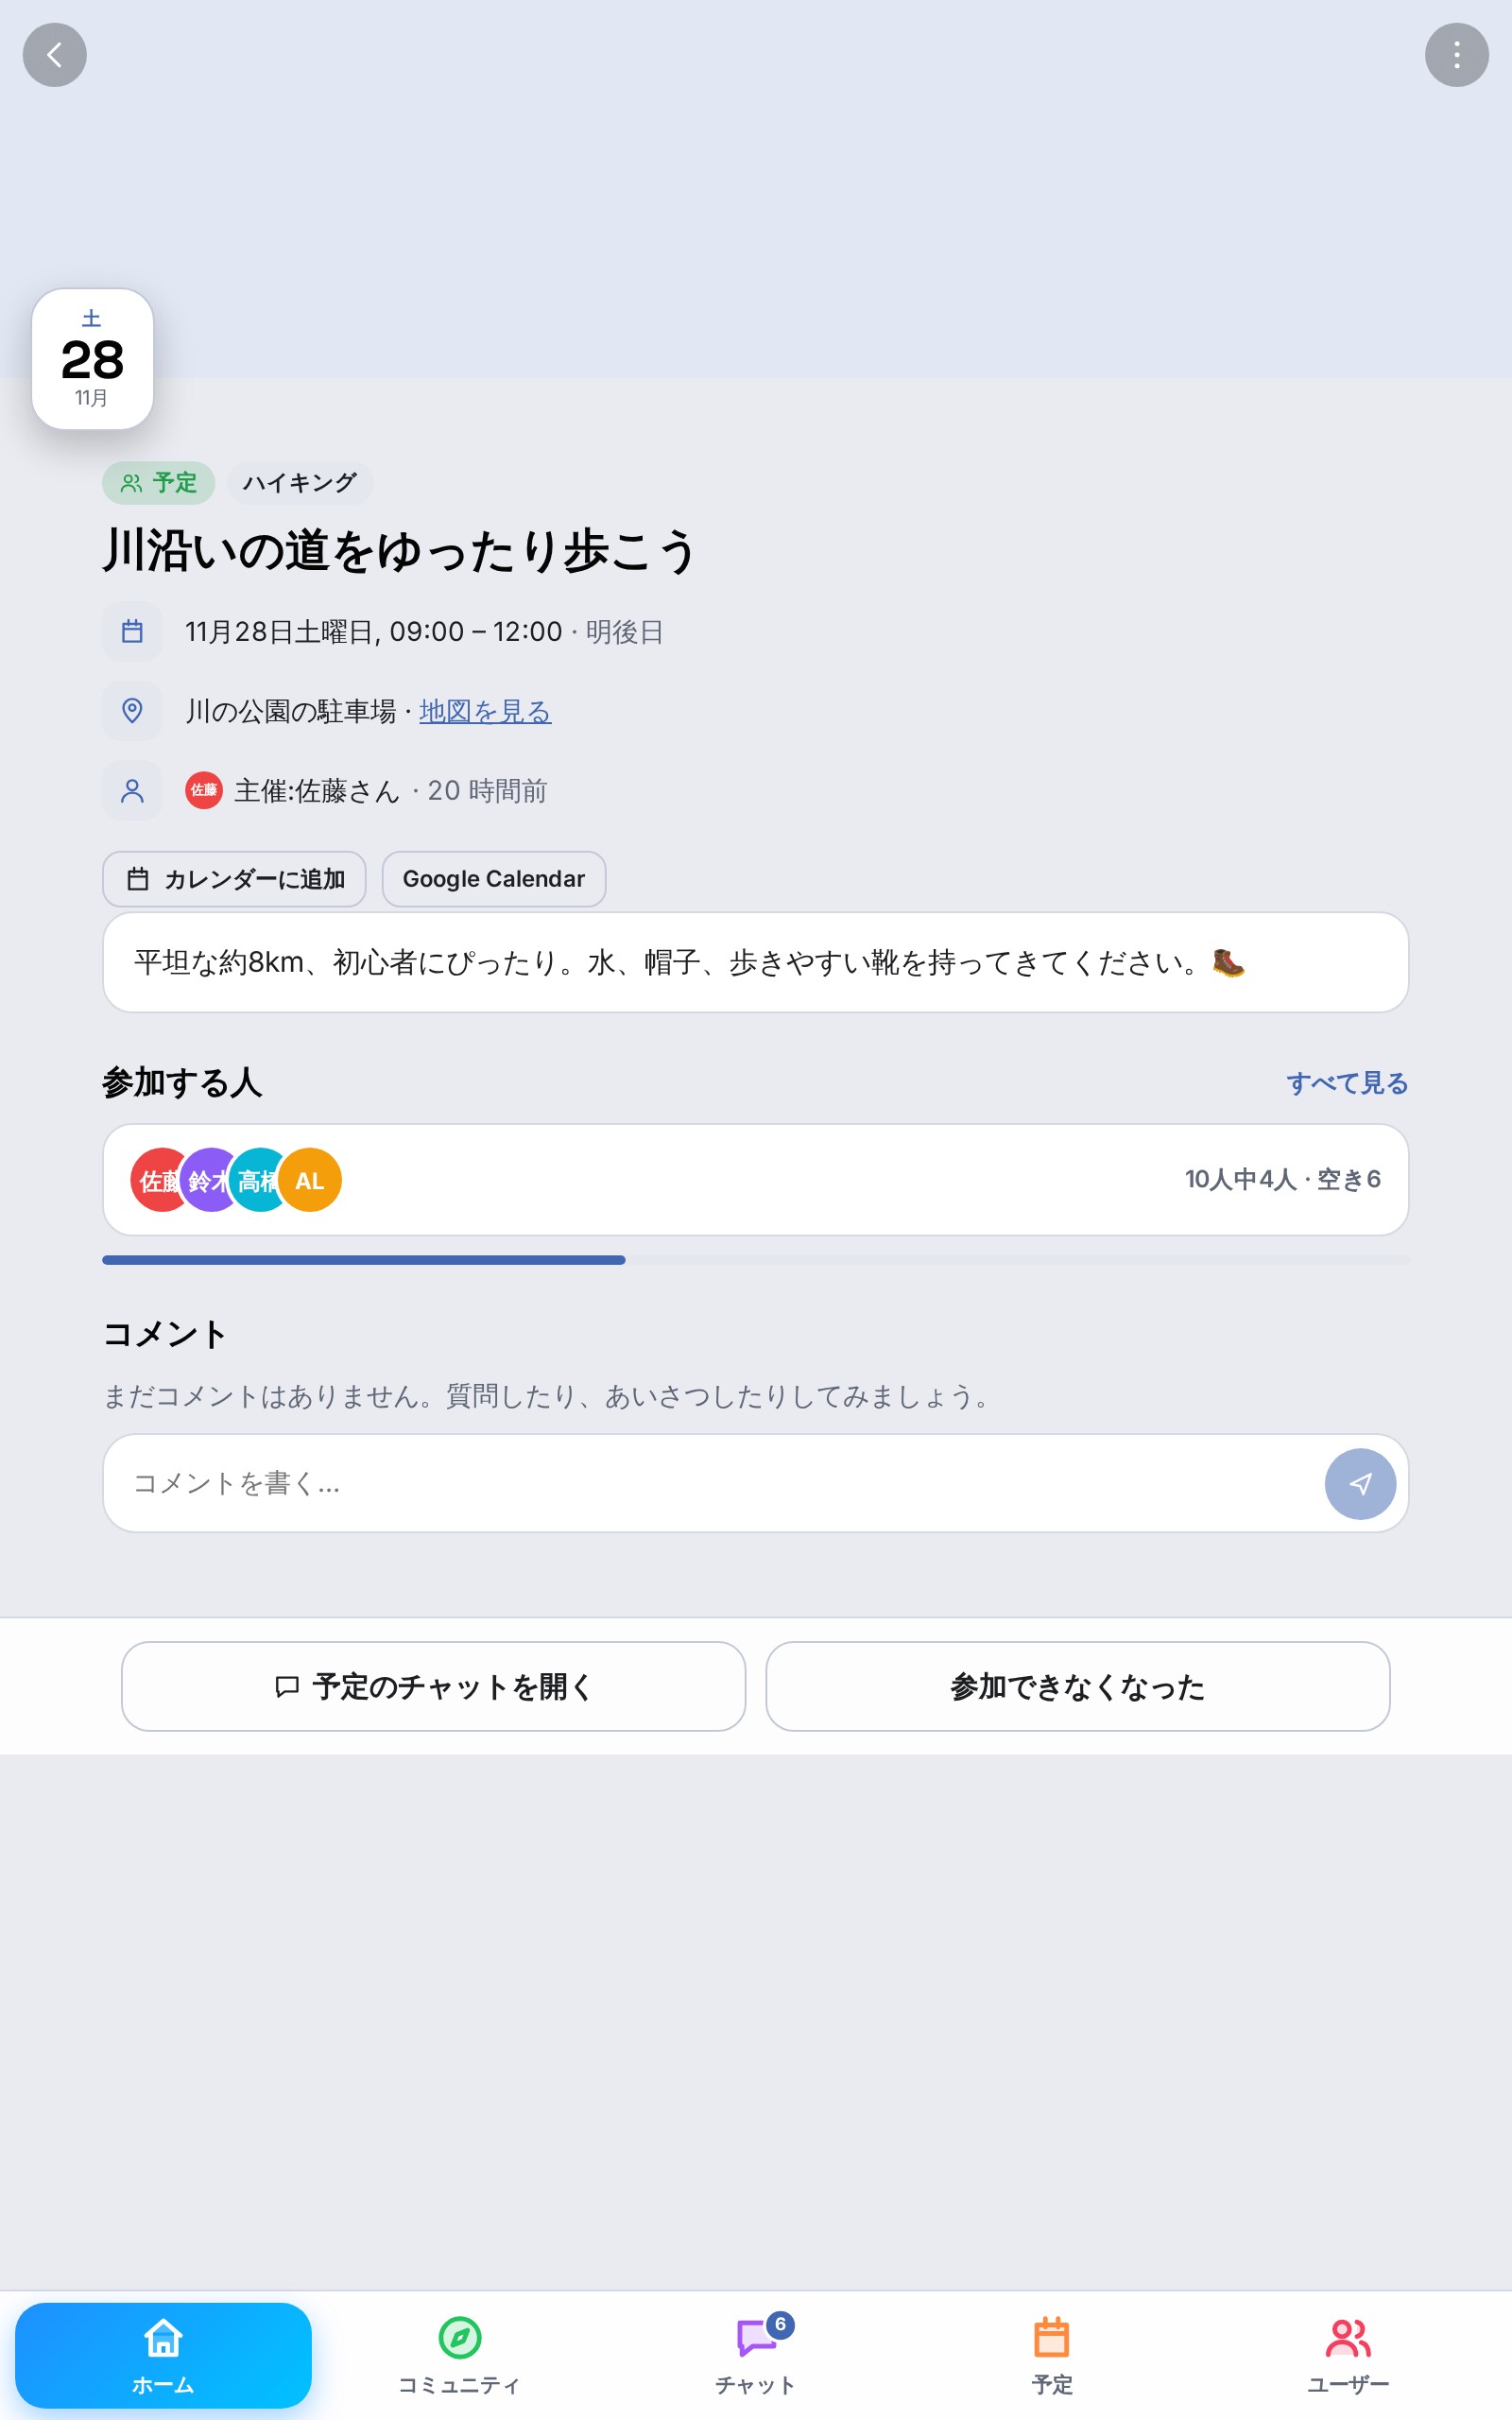 土
28
11月
予定 ハイキング
川沿いの道をゆったり歩こう
11月28日土曜日, 09:00 – 12:00 · 明後日
川の公園の駐車場 · 地図を見る
佐藤 主催:佐藤さん · 20 時間前
カレンダーに追加 Google Calendar
平坦な約8km、初心者にぴったり。水、帽子、歩きやすい靴を持ってきてください。🥾
参加する人 すべて見る
佐藤 鈴木 高橋 AL 10人中4人 · 空き6
コメント
まだコメントはありません。質問したり、あいさつしたりしてみましょう。
コメントを書く...
予定のチャットを開く 参加できなくなった
6
ホーム コミュニティ チャット 予定 ユーザー